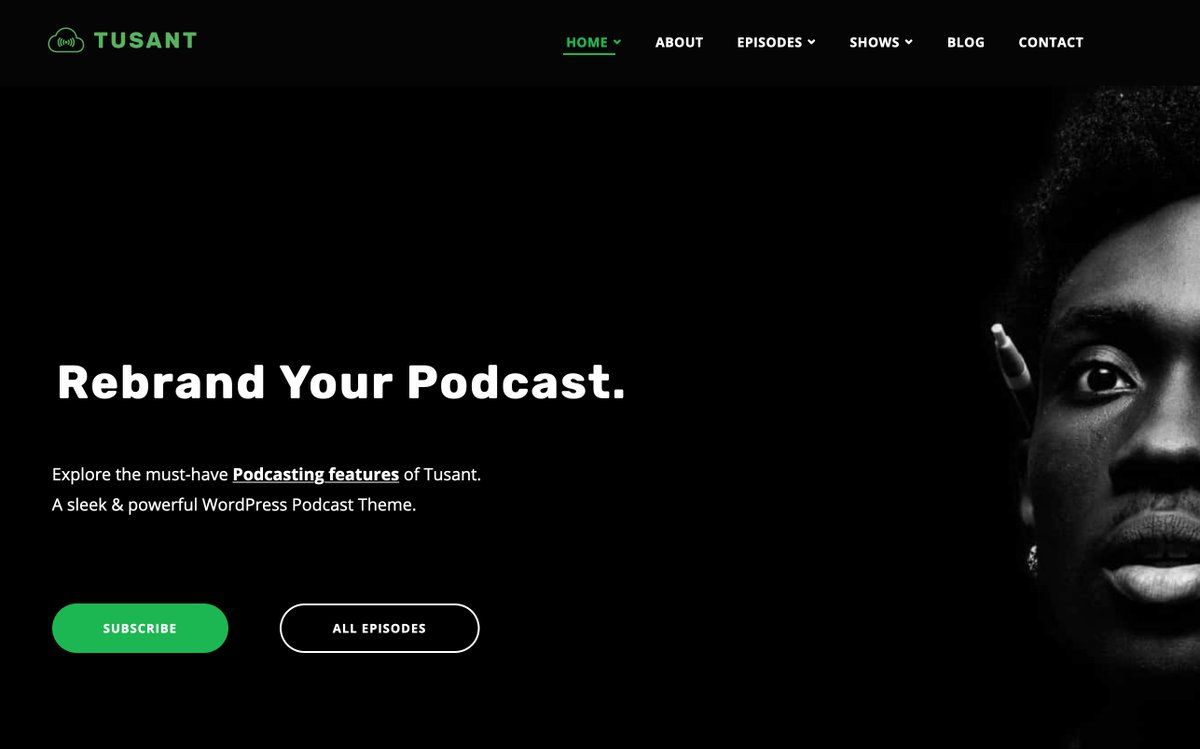 TUSANT
HOME ABOUT EPISODES SHOWS BLOG CONTACT
Rebrand Your Podcast.
Explore the must-have Podcasting features of Tusant.
A sleek & powerful WordPress Podcast Theme.
SUBSCRIBE ALL EPISODES